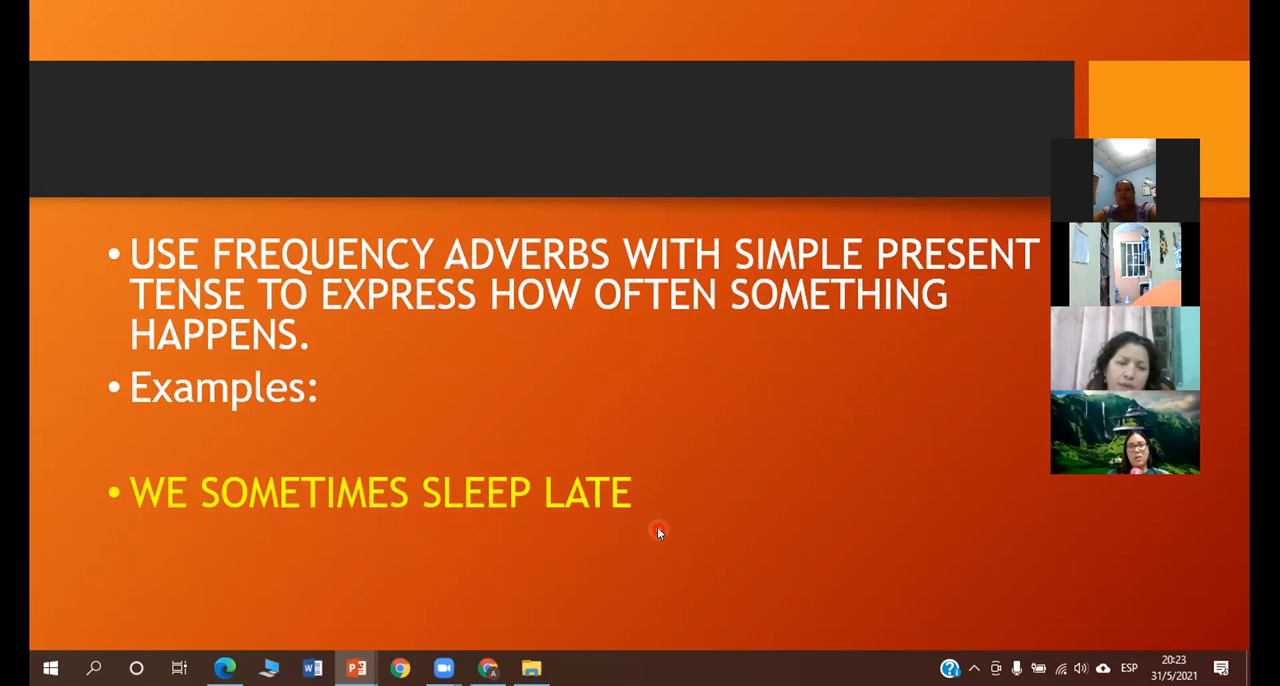 • USE FREQUENCY ADVERBS WITH SIMPLE PRESENT
TENSE TO EXPRESS HOW OFTEN SOMETHING
HAPPENS.
• Examples:
• WE SOMETIMES SLEEP LATE
ESP
20:23
31/5/2021